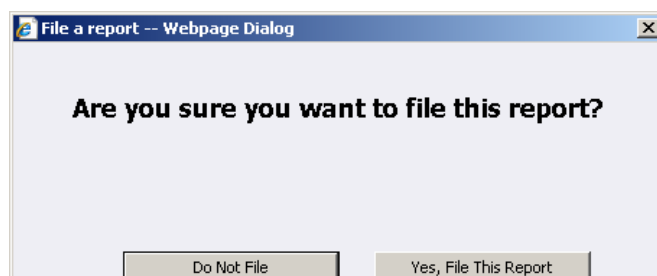 File a report -- Webpage Dialog
Are you sure you want to file this report?
Do Not File
Yes, File This Report